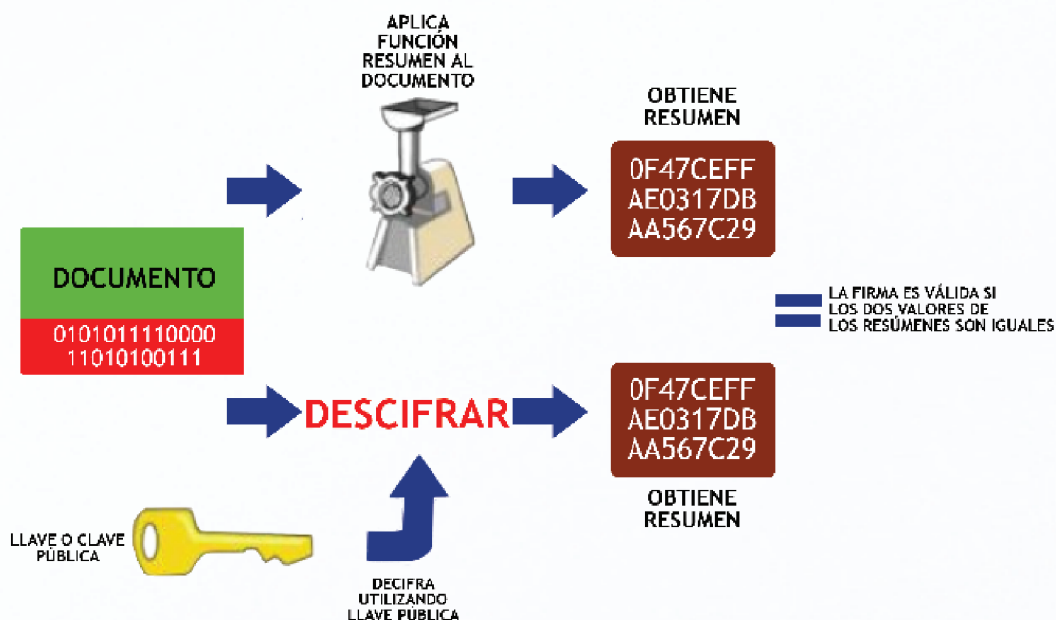 APLICA
FUNCIÓN
RESUMEN AL
DOCUMENTO
OBTIENE
RESUMEN
0F47CEFF
AE0317DB
AA567C29
DOCUMENTO
0101011110000
11010100111
LA FIRMA ES VÁLIDA SI
LOS DOS VALORES DE
LOS RESÚMENES SON IGUALES
DESCIFRAR
0F47CEFF
AE0317DB
AA567C29
OBTIENE
RESUMEN
LLAVE O CLAVE
PÚBLICA
DECIFRA
UTILIZANDO
LLAVE PÚBLICA